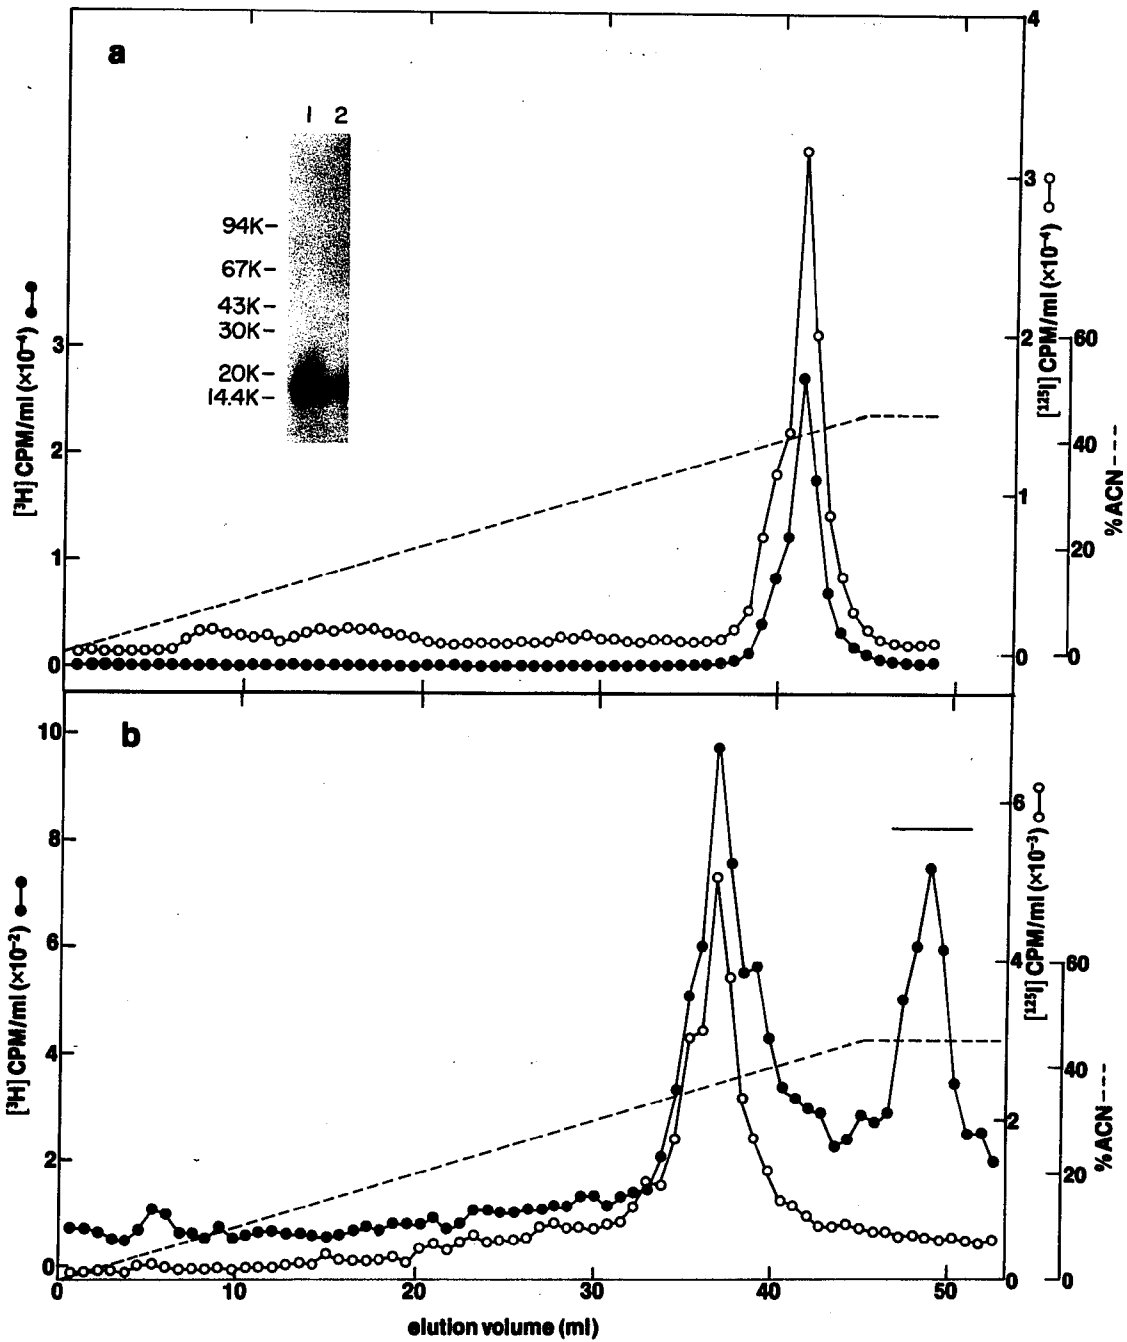 a
1 2
94K-
67K-
43K-
30K-
20K-
14.4K-
[³H] CPM/ml (×10⁻⁴)
3
2
1
0
4
3
2
1
0
[¹²⁵I] CPM/ml (×10⁻⁴)
60
40
20
0
%ACN
b
[³H] CPM/ml (×10⁻²)
10
8
6
4
2
0
6
4
2
0
[¹²⁵I] CPM/ml (×10⁻³)
60
40
20
0
%ACN
0 10 20 30 40 50
elution volume (ml)